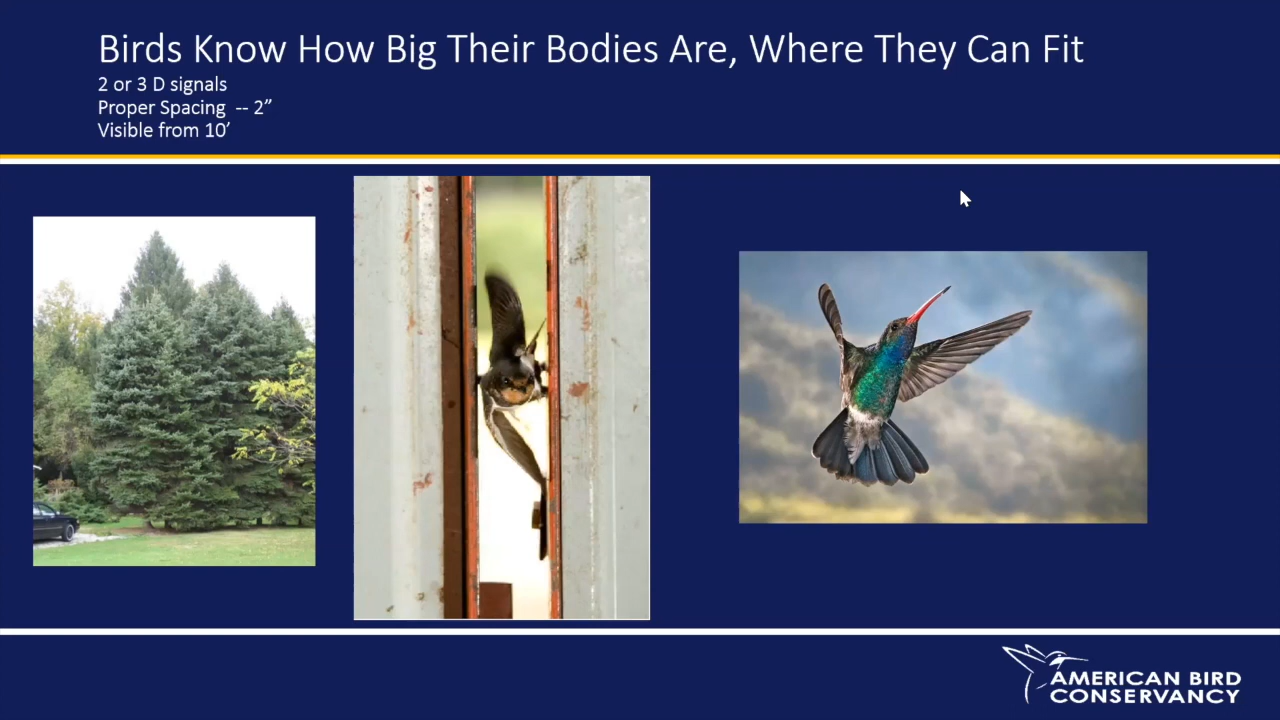 Birds Know How Big Their Bodies Are, Where They Can Fit
2 or 3 D signals
Proper Spacing -- 2”
Visible from 10’
AMERICAN BIRD
CONSERVANCY